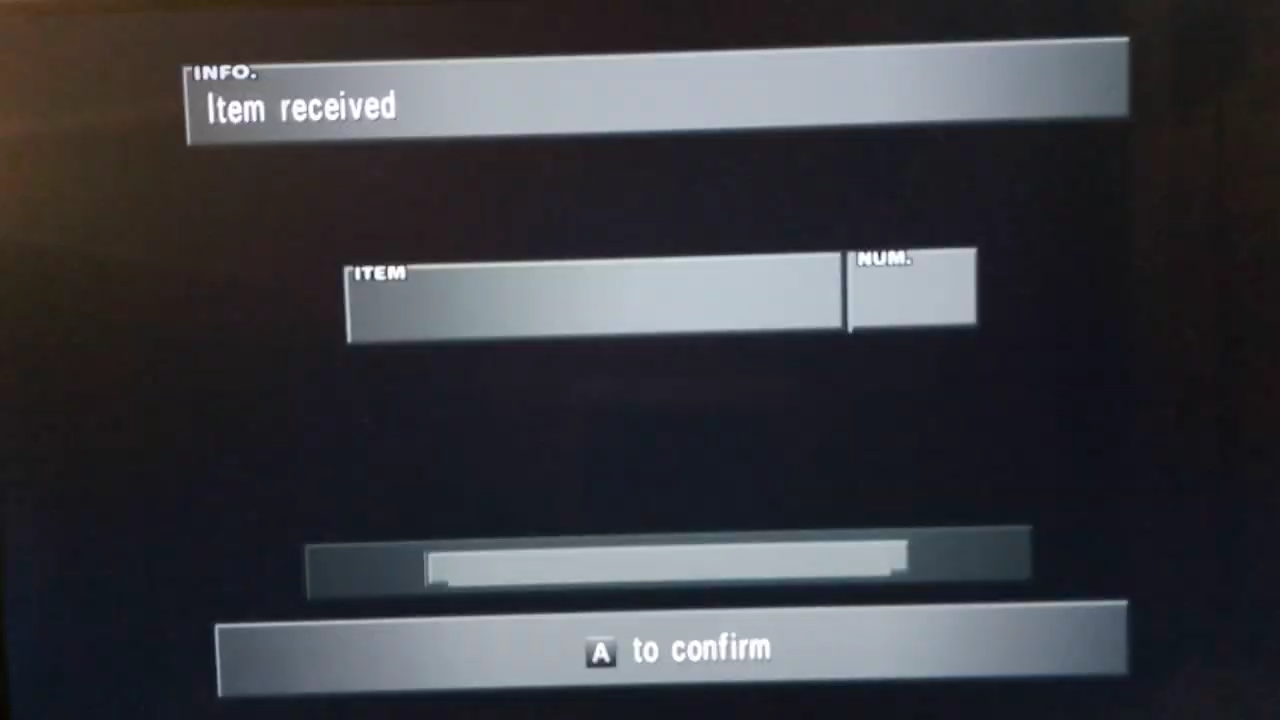 INFO.
Item received
ITEM
NUM.
A to confirm